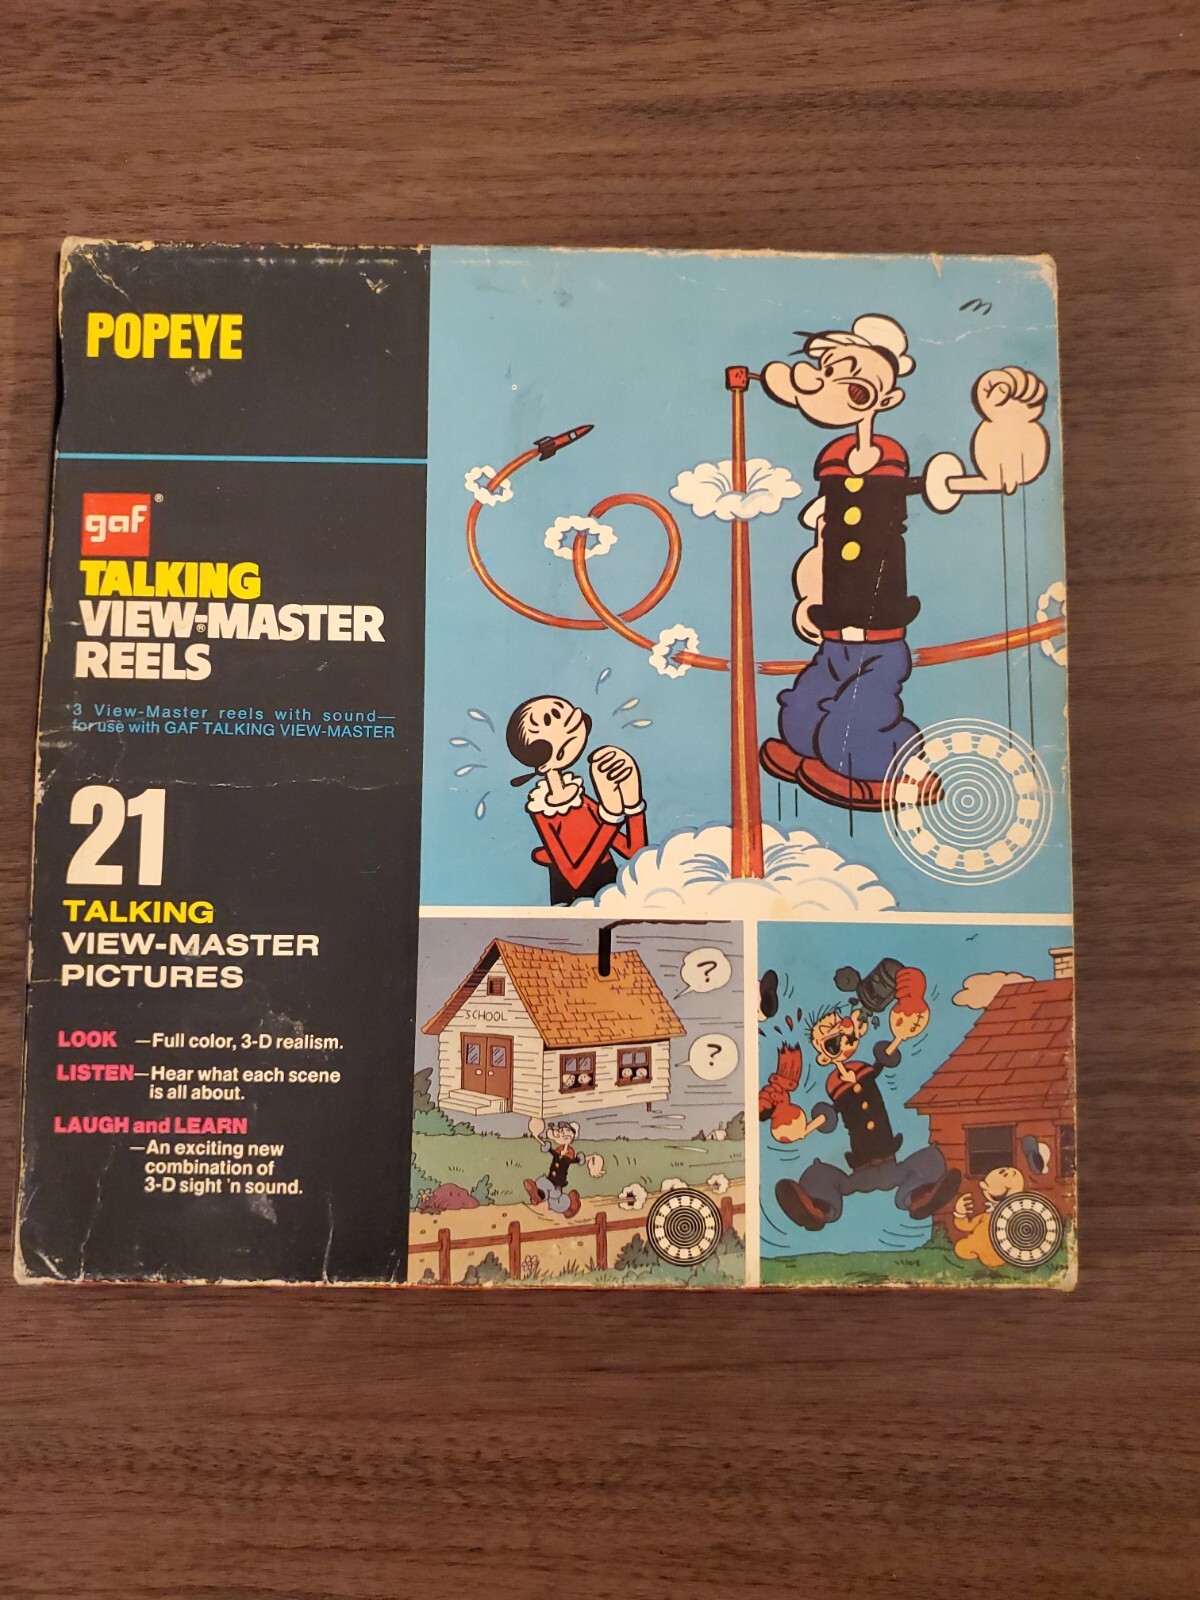 POPEYE
gaf®
TALKING
VIEW-MASTER®
REELS
3 View-Master reels with sound—
for use with GAF TALKING VIEW-MASTER
21
TALKING
VIEW-MASTER
PICTURES
LOOK —Full color, 3-D realism.
LISTEN—Hear what each scene
is all about.
LAUGH and LEARN
—An exciting new
combination of
3-D sight 'n sound.
SCHOOL
?
?